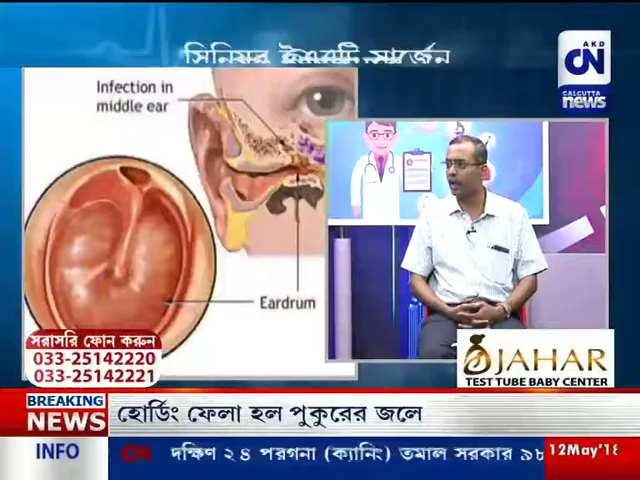 সিনিয়র ইএনটি সার্জেন
AKD
CN
CALCUTTA
news
Infection in
middle ear
Eardrum
সরাসরি ফোন করুন
033-25142220
033-25142221
JAHAR
TEST TUBE BABY CENTER
BREAKING
NEWS
হোর্ডিং ফেলা হল পুকুরের জলে
INFO
CN দক্ষিণ ২৪ পরগনা (ক্যানিং) তমাল সরকার ৯৮
12May'18